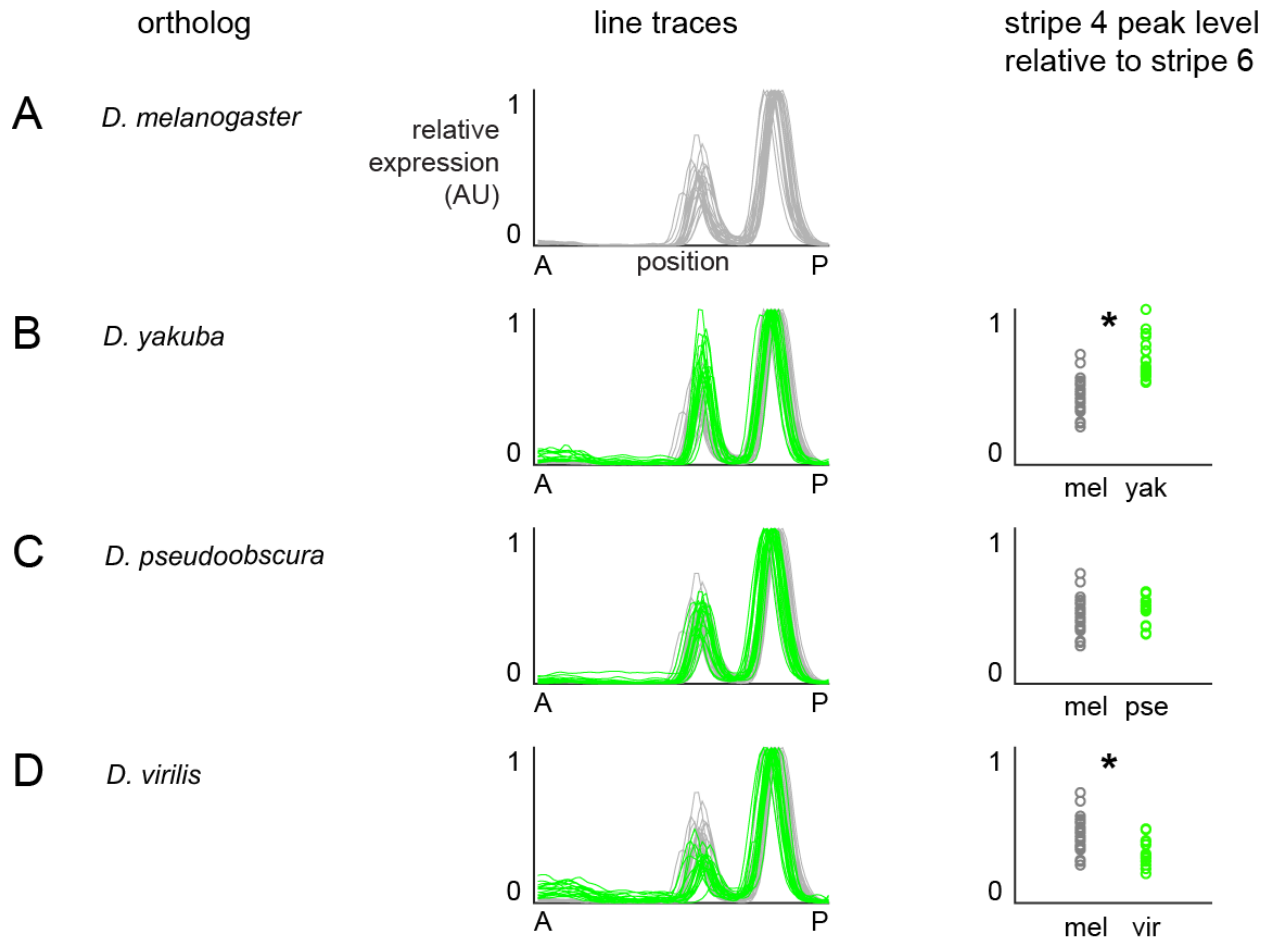 ortholog
line traces
stripe 4 peak level
relative to stripe 6
A
D. melanogaster
relative
expression
(AU)
1
0
A
position
P
B
D. yakuba
1
0
A
P
1
*
0
mel yak
C
D. pseudoobscura
1
0
A
P
1
0
mel pse
D
D. virilis
1
0
A
P
1
*
0
mel vir